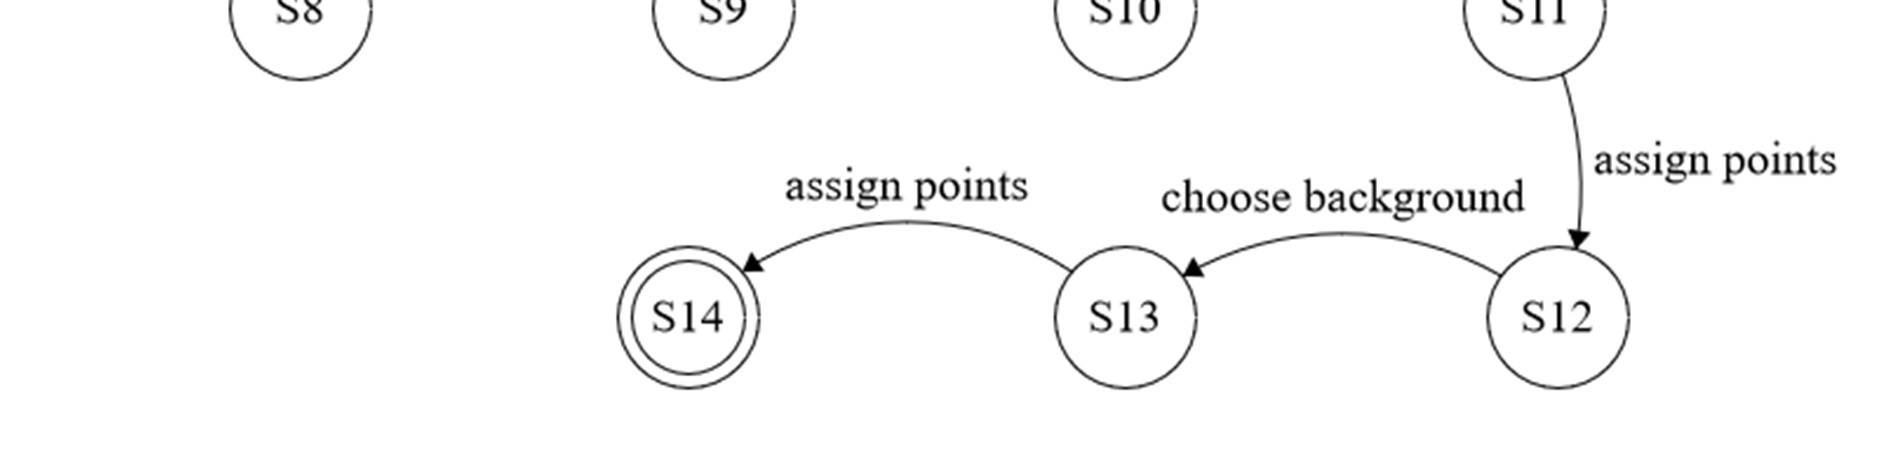 S8 S9 S10 S11
assign points
assign points
choose background
S14 S13 S12